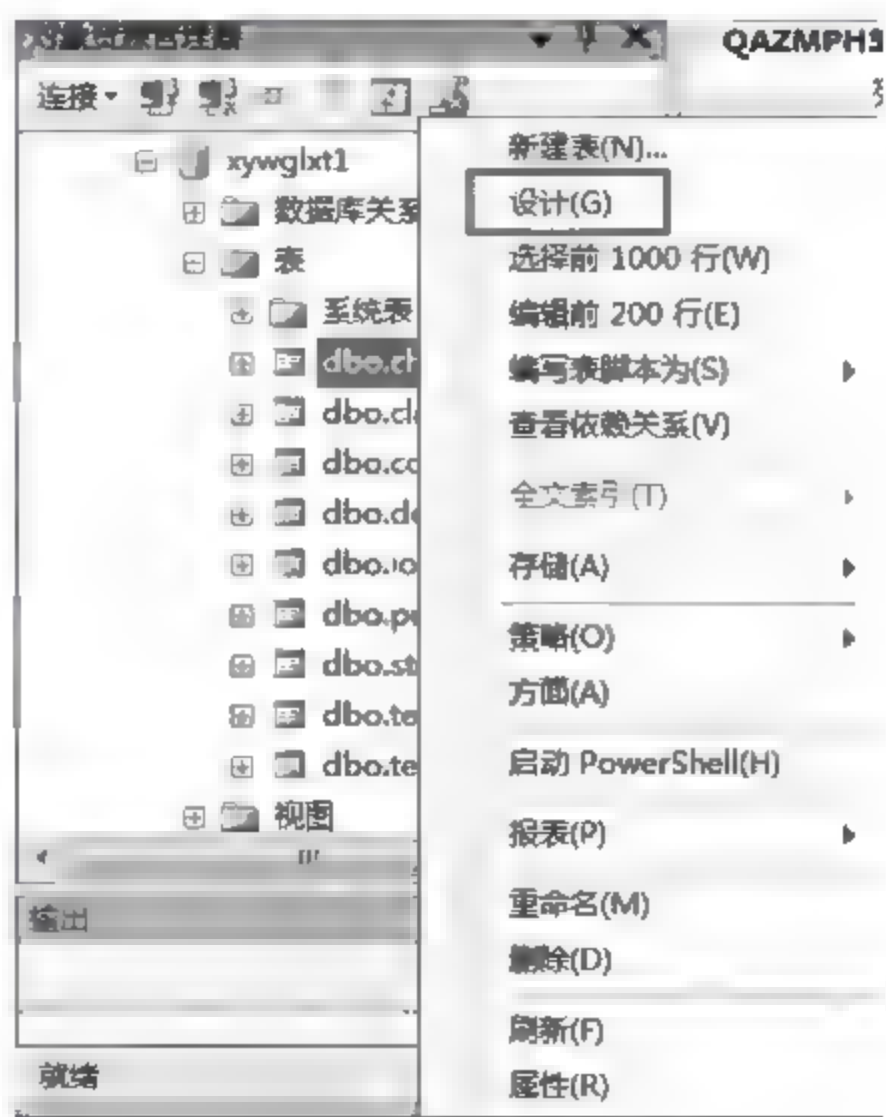 QAZMPH1
连接
xywglxt1
数据库关系
表
系统表
dbo.ch
dbo.cla
dbo.co
dbo.de
dbo.
dbo.pe
dbo.st
dbo.te
dbo.te
视图
输出
就绪
新建表(N)...
设计(G)
选择前 1000 行(W)
编辑前 200 行(E)
编写表脚本为(S)
查看依赖关系(V)
全文索引(T)
存储(A)
策略(O)
方面(A)
启动 PowerShell(H)
报表(P)
重命名(M)
删除(D)
刷新(F)
属性(R)